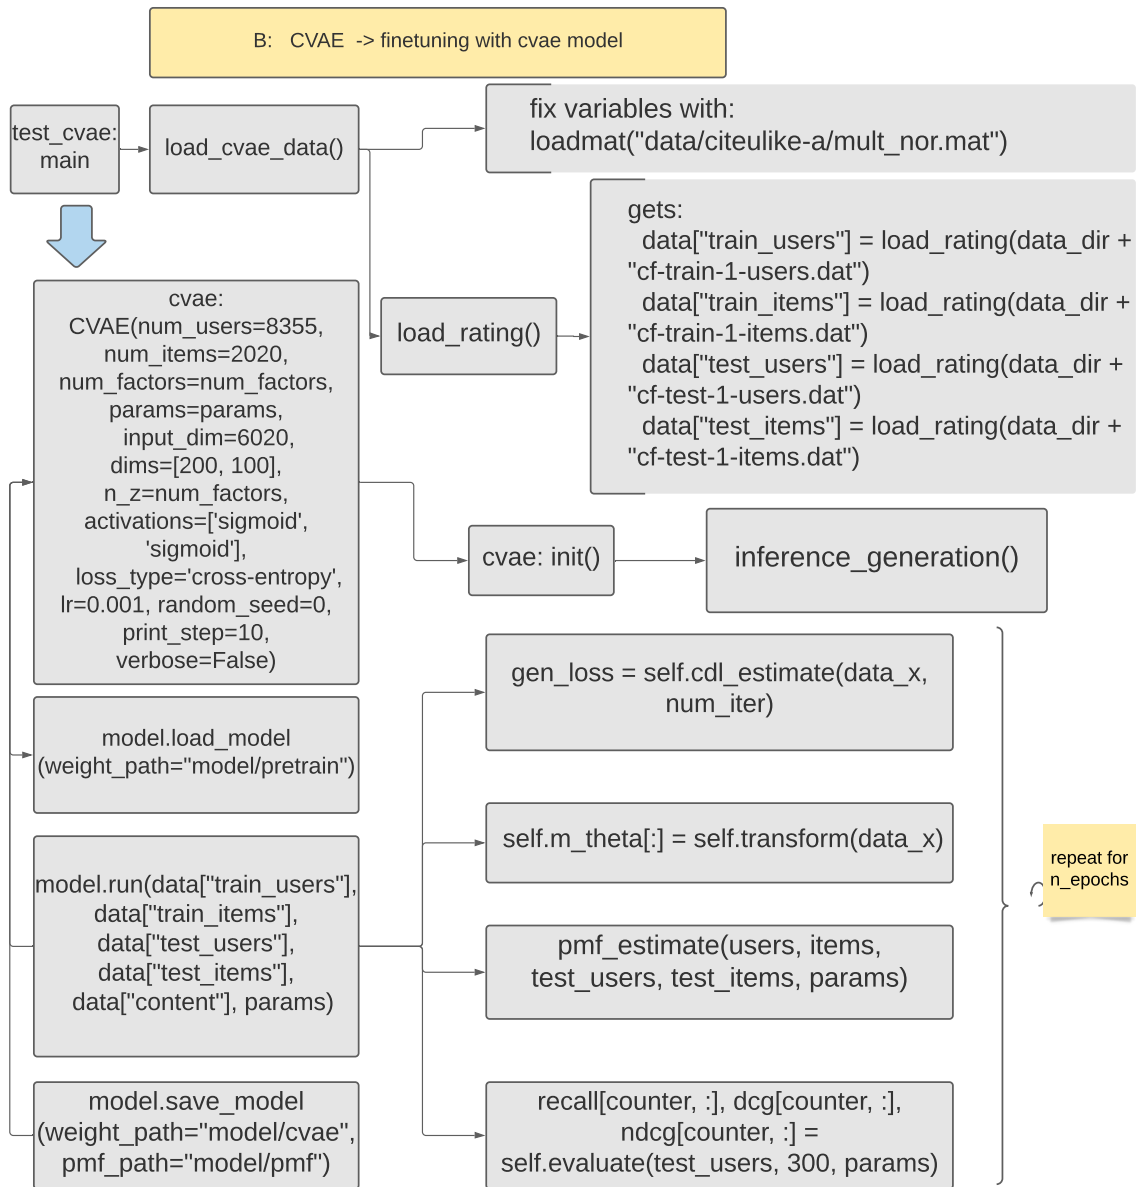 B: CVAE -> finetuning with cvae model
test_cvae:
main
load_cvae_data()
fix variables with:
loadmat("data/citeulike-a/mult_nor.mat")
gets:
data["train_users"] = load_rating(data_dir +
"cf-train-1-users.dat")
data["train_items"] = load_rating(data_dir +
"cf-train-1-items.dat")
data["test_users"] = load_rating(data_dir +
"cf-test-1-users.dat")
data["test_items"] = load_rating(data_dir +
"cf-test-1-items.dat")
load_rating()
cvae:
CVAE(num_users=8355,
num_items=2020,
num_factors=num_factors,
params=params,
input_dim=6020,
dims=[200, 100],
n_z=num_factors,
activations=['sigmoid',
'sigmoid'],
loss_type='cross-entropy',
lr=0.001, random_seed=0,
print_step=10,
verbose=False)
cvae: init()
inference_generation()
model.load_model
(weight_path="model/pretrain")
model.run(data["train_users"],
data["train_items"],
data["test_users"],
data["test_items"],
data["content"], params)
model.save_model
(weight_path="model/cvae",
pmf_path="model/pmf")
gen_loss = self.cdl_estimate(data_x,
num_iter)
self.m_theta[:] = self.transform(data_x)
pmf_estimate(users, items,
test_users, test_items, params)
recall[counter, :], dcg[counter, :],
ndcg[counter, :] =
self.evaluate(test_users, 300, params)
repeat for
n_epochs